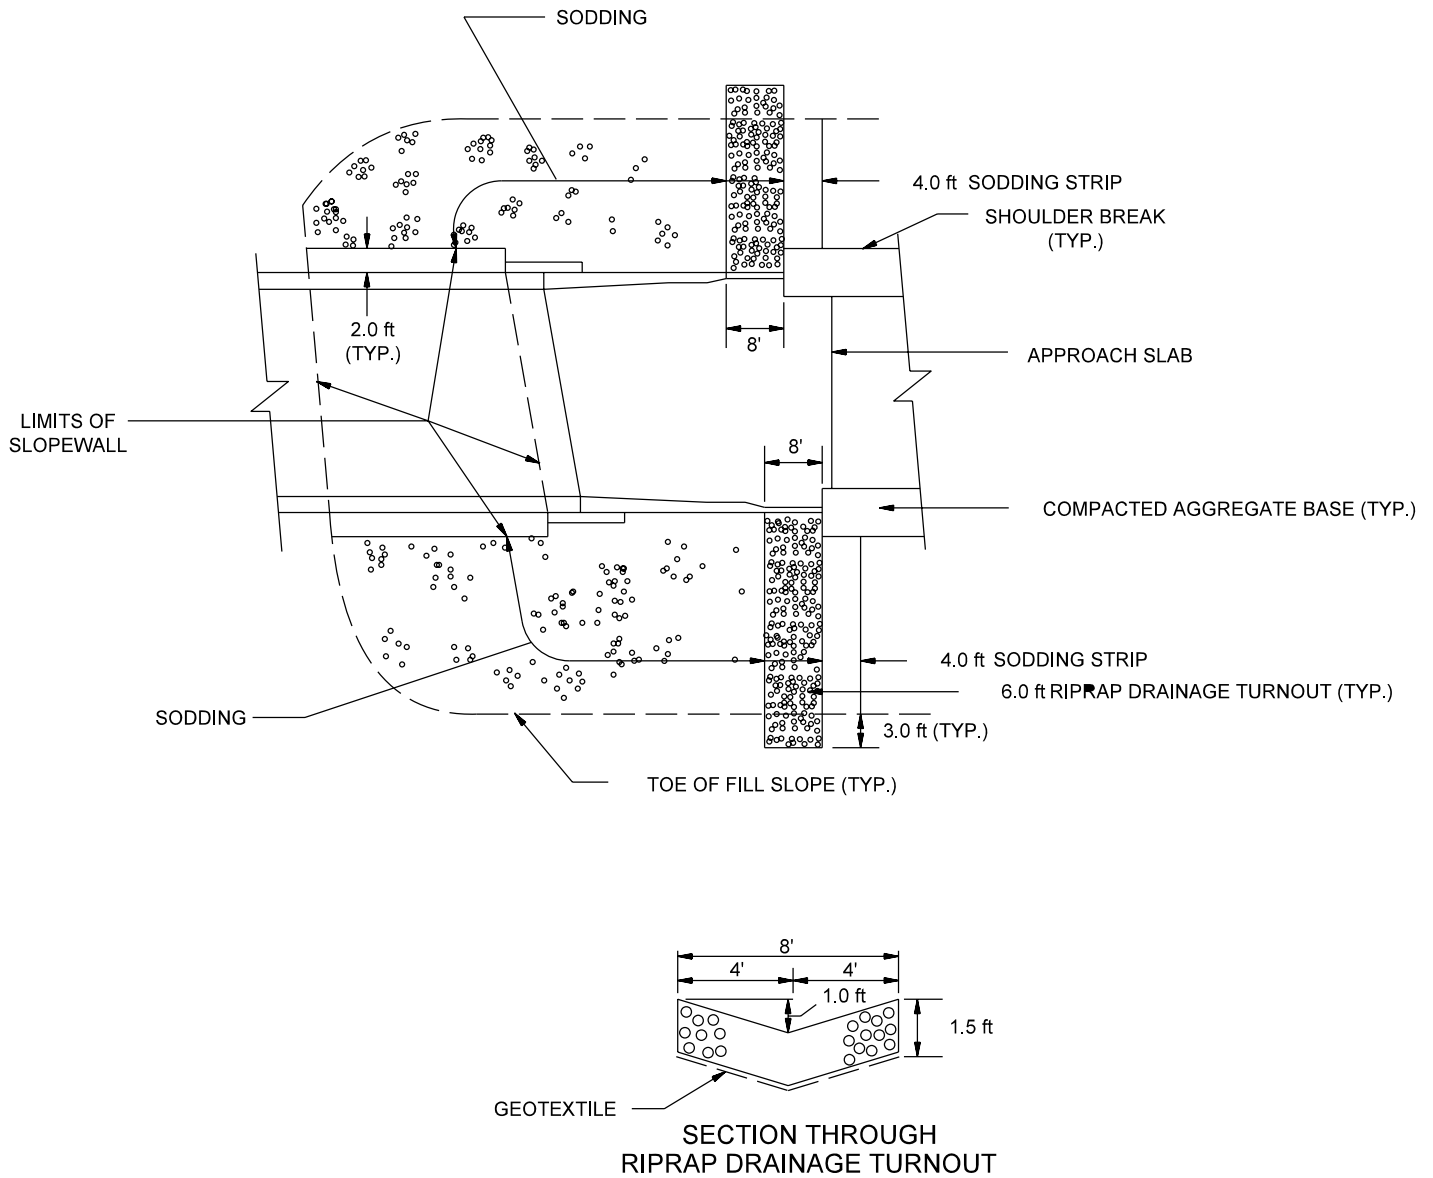 SODDING
4.0 ft SODDING STRIP
SHOULDER BREAK
(TYP.)
2.0 ft
(TYP.)
8'
APPROACH SLAB
LIMITS OF
SLOPEWALL
8'
COMPACTED AGGREGATE BASE (TYP.)
4.0 ft SODDING STRIP
6.0 ft RIPRAP DRAINAGE TURNOUT (TYP.)
SODDING
3.0 ft (TYP.)
TOE OF FILL SLOPE (TYP.)
8'
4' 4'
1.0 ft
1.5 ft
GEOTEXTILE
SECTION THROUGH
RIPRAP DRAINAGE TURNOUT